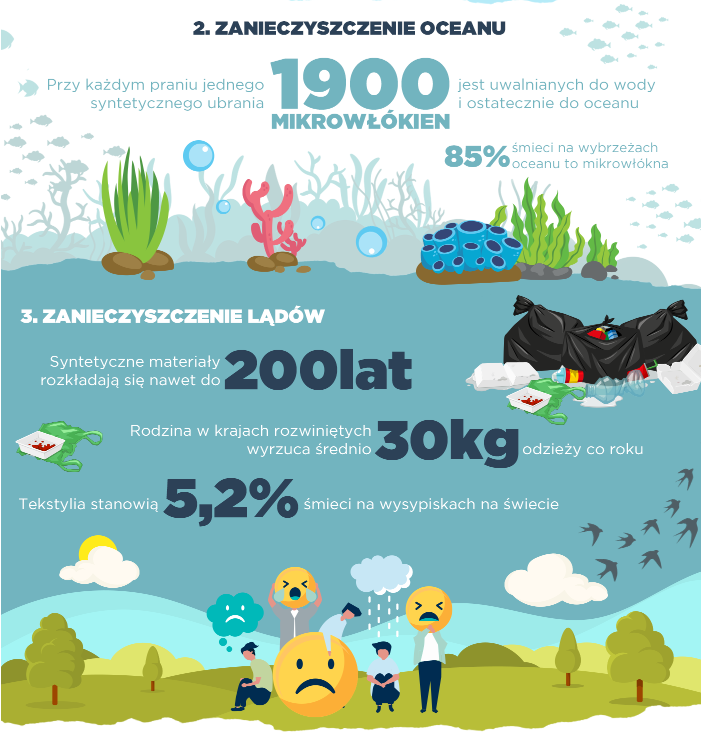 2. ZANIECZYSZCZENIE OCEANU
Przy każdym praniu jednego
syntetycznego ubrania
1900
MIKROWŁÓKIEN
jest uwalnianych do wody
i ostatecznie do oceanu
85%
śmieci na wybrzeżach
oceanu to mikrowłókna
3. ZANIECZYSZCZENIE LĄDÓW
Syntetyczne materiały
rozkładają się nawet do
200lat
Rodzina w krajach rozwiniętych
wyrzuca średnio
30kg
odzieży co roku
Tekstylia stanowią 5,2% śmieci na wysypiskach na świecie